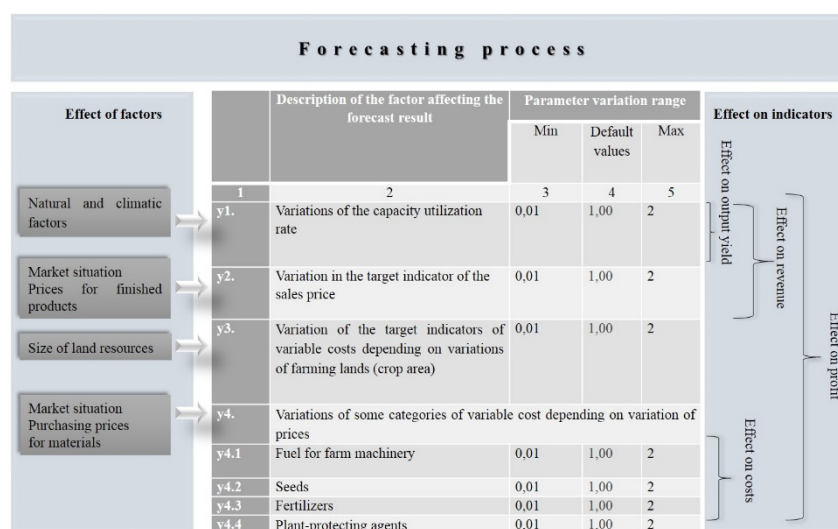 Forecasting process
Effect of factors
Natural and climatic
factors
Market situation
Prices for finished
products
Size of land resources
Market situation
Purchasing prices
for materials
Description of the factor affecting the
forecast result
Parameter variation range
Min
Default
values
Max
1 2 3 4 5
y1. Variations of the capacity utilization
rate
0,01 1,00 2
y2. Variation in the target indicator of the
sales price
0,01 1,00 2
y3. Variation of the target indicators of
variable costs depending on variations
of farming lands (crop area)
0,01 1,00 2
y4. Variations of some categories of variable cost depending on variation of
prices
y4.1 Fuel for farm machinery 0,01 1,00 2
y4.2 Seeds 0,01 1,00 2
y4.3 Fertilizers 0,01 1,00 2
y4.4 Plant-protecting agents 0,01 1,00 2
Effect on indicators
Effect on output yield
Effect on revenue
Effect on profit
Effect on costs